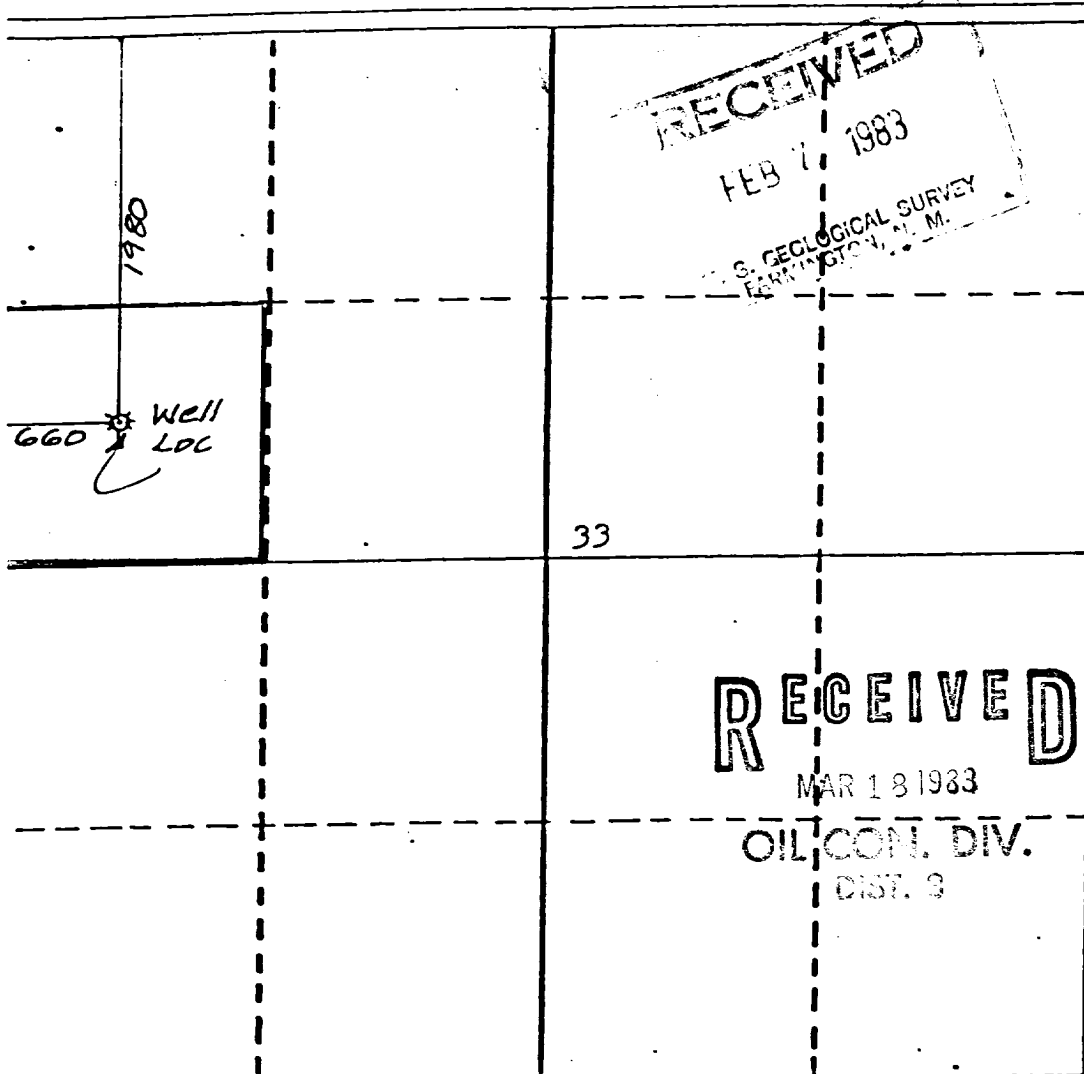 RECEIVED
FEB 1983
S. GEOLOGICAL SURVEY
FARMINGTON, N. M.
1980
660
Well
Loc
33
RECEIVED
MAR 18 1983
OIL CON. DIV.
DIST. 3